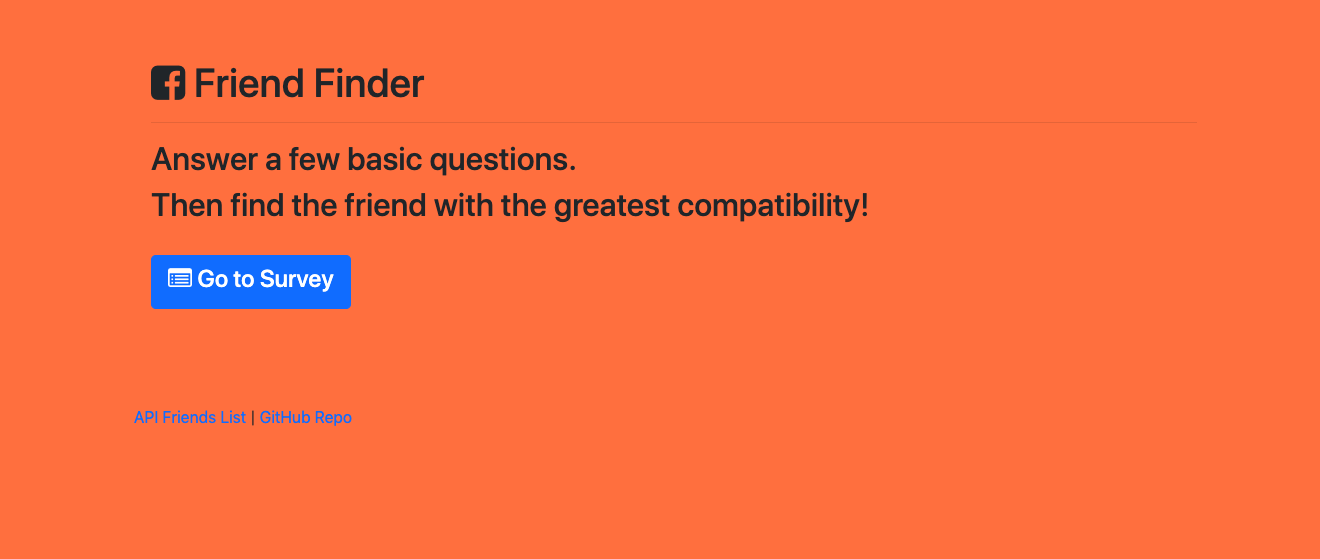 Friend Finder
Answer a few basic questions.
Then find the friend with the greatest compatibility!
Go to Survey
API Friends List | GitHub Repo